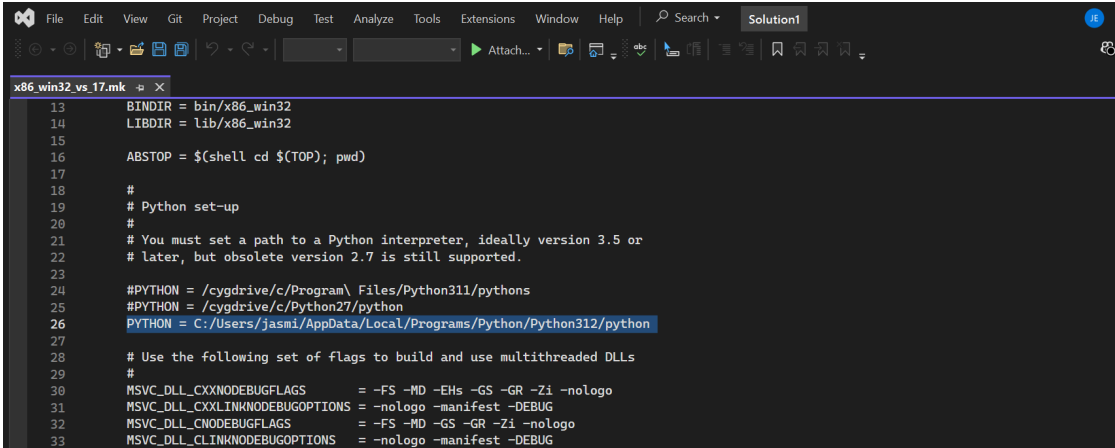 File Edit View Git Project Debug Test Analyze Tools Extensions Window Help Search Solution1 JE
Attach... abc
x86_win32_vs_17.mk
13 BINDIR = bin/x86_win32
14 LIBDIR = lib/x86_win32
15
16 ABSTOP = $(shell cd $(TOP); pwd)
17
18 #
19 # Python set-up
20 #
21 # You must set a path to a Python interpreter, ideally version 3.5 or
22 # later, but obsolete version 2.7 is still supported.
23
24 #PYTHON = /cygdrive/c/Program\ Files/Python311/pythons
25 #PYTHON = /cygdrive/c/Python27/python
26 PYTHON = C:/Users/jasmi/AppData/Local/Programs/Python/Python312/python
27
28 # Use the following set of flags to build and use multithreaded DLLs
29 #
30 MSVC_DLL_CXXNODEBUGFLAGS = -FS -MD -EHs -GS -GR -Zi -nologo
31 MSVC_DLL_CXXLINKNODEBUGOPTIONS = -nologo -manifest -DEBUG
32 MSVC_DLL_CNODEBUGFLAGS = -FS -MD -GS -GR -Zi -nologo
33 MSVC_DLL_CLINKNODEBUGOPTIONS = -nologo -manifest -DEBUG